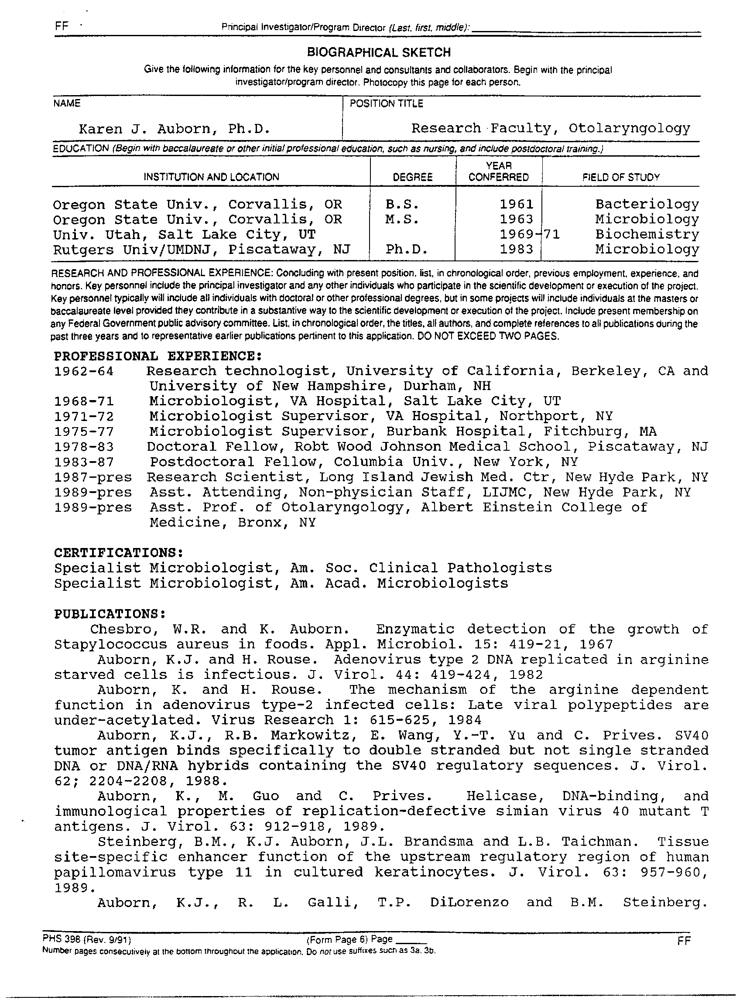 FF
Principal Investigator/Program Director (Last, first, middle):
BIOGRAPHICAL SKETCH
Give the following information for the key personnel and consultants and collaborators. Begin with the principal
investigator/program director. Photocopy this page for each person.
NAME
POSITION TITLE
Karen J. Auborn, Ph.D.
Research Faculty, Otolaryngology
EDUCATION (Begin with baccalaureate or other initial professional education, such as nursing, and include postdoctoral training.)
INSTITUTION AND LOCATION DEGREE YEAR CONFERRED FIELD OF STUDY
Oregon State Univ., Corvallis, OR B.S. 1961 Bacteriology
Oregon State Univ., Corvallis, OR M.S. 1963 Microbiology
Univ. Utah, Salt Lake City, UT 1969-71 Biochemistry
Rutgers Univ/UMDNJ, Piscataway, NJ Ph.D. 1983 Microbiology
RESEARCH AND PROFESSIONAL EXPERIENCE: Concluding with present position, list, in chronological order, previous employment, experience, and
honors. Key personnel include the principal investigator and any other individuals who participate in the scientific development or execution of the project.
Key personnel typically will include all individuals with doctoral or other professional degrees, but in some projects will include individuals at the masters or
baccalaureate level provided they contribute in a substantive way to the scientific development or execution of the project. Include present membership on
any Federal Government public advisory committee. List, in chronological order, the titles, all authors, and complete references to all publications during the
past three years and to representative earlier publications pertinent to this application. DO NOT EXCEED TWO PAGES.
PROFESSIONAL EXPERIENCE:
1962-64 Research technologist, University of California, Berkeley, CA and
University of New Hampshire, Durham, NH
1968-71 Microbiologist, VA Hospital, Salt Lake City, UT
1971-72 Microbiologist Supervisor, VA Hospital, Northport, NY
1975-77 Microbiologist Supervisor, Burbank Hospital, Fitchburg, MA
1978-83 Doctoral Fellow, Robt Wood Johnson Medical School, Piscataway, NJ
1983-87 Postdoctoral Fellow, Columbia Univ., New York, NY
1987-pres Research Scientist, Long Island Jewish Med. Ctr, New Hyde Park, NY
1989-pres Asst. Attending, Non-physician Staff, LIJMC, New Hyde Park, NY
1989-pres Asst. Prof. of Otolaryngology, Albert Einstein College of
Medicine, Bronx, NY
CERTIFICATIONS:
Specialist Microbiologist, Am. Soc. Clinical Pathologists
Specialist Microbiologist, Am. Acad. Microbiologists
PUBLICATIONS:
Chesbro, W.R. and K. Auborn. Enzymatic detection of the growth of
Stapylococcus aureus in foods. Appl. Microbiol. 15: 419-21, 1967
Auborn, K.J. and H. Rouse. Adenovirus type 2 DNA replicated in arginine
starved cells is infectious. J. Virol. 44: 419-424, 1982
Auborn, K. and H. Rouse. The mechanism of the arginine dependent
function in adenovirus type-2 infected cells: Late viral polypeptides are
under-acetylated. Virus Research 1: 615-625, 1984
Auborn, K.J., R.B. Markowitz, E. Wang, Y.-T. Yu and C. Prives. SV40
tumor antigen binds specifically to double stranded but not single stranded
DNA or DNA/RNA hybrids containing the SV40 regulatory sequences. J. Virol.
62; 2204-2208, 1988.
Auborn, K., M. Guo and C. Prives. Helicase, DNA-binding, and
immunological properties of replication-defective simian virus 40 mutant T
antigens. J. Virol. 63: 912-918, 1989.
Steinberg, B.M., K.J. Auborn, J.L. Brandsma and L.B. Taichman. Tissue
site-specific enhancer function of the upstream regulatory region of human
papillomavirus type 11 in cultured keratinocytes. J. Virol. 63: 957-960,
1989.
Auborn, K.J., R. L. Galli, T.P. DiLorenzo and B.M. Steinberg.
PHS 398 (Rev. 9/91) (Form Page 6) Page FF
Number pages consecutively at the bottom throughout the application. Do not use suffixes such as 3a, 3b.